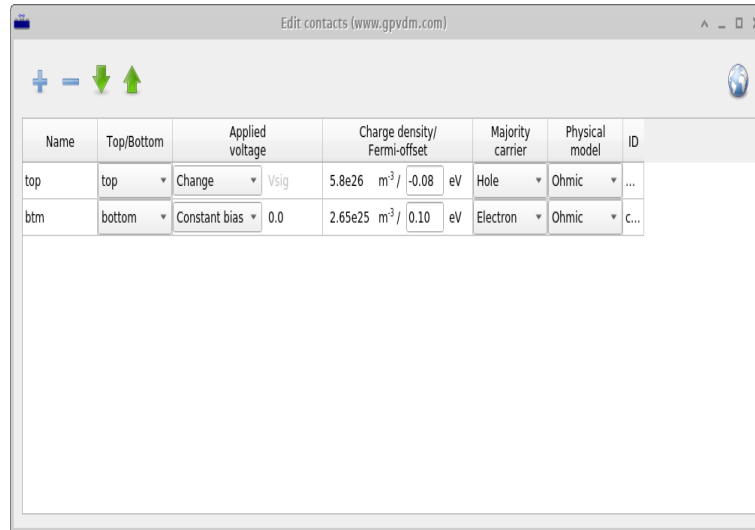 Edit contacts (www.gpvdm.com)
Name Top/Bottom Applied voltage Charge density/ Fermi-offset Majority carrier Physical model ID
top top Change Vsig 5.8e26 m⁻³ / -0.08 eV Hole Ohmic ...
btm bottom Constant bias 0.0 2.65e25 m⁻³ / 0.10 eV Electron Ohmic c...